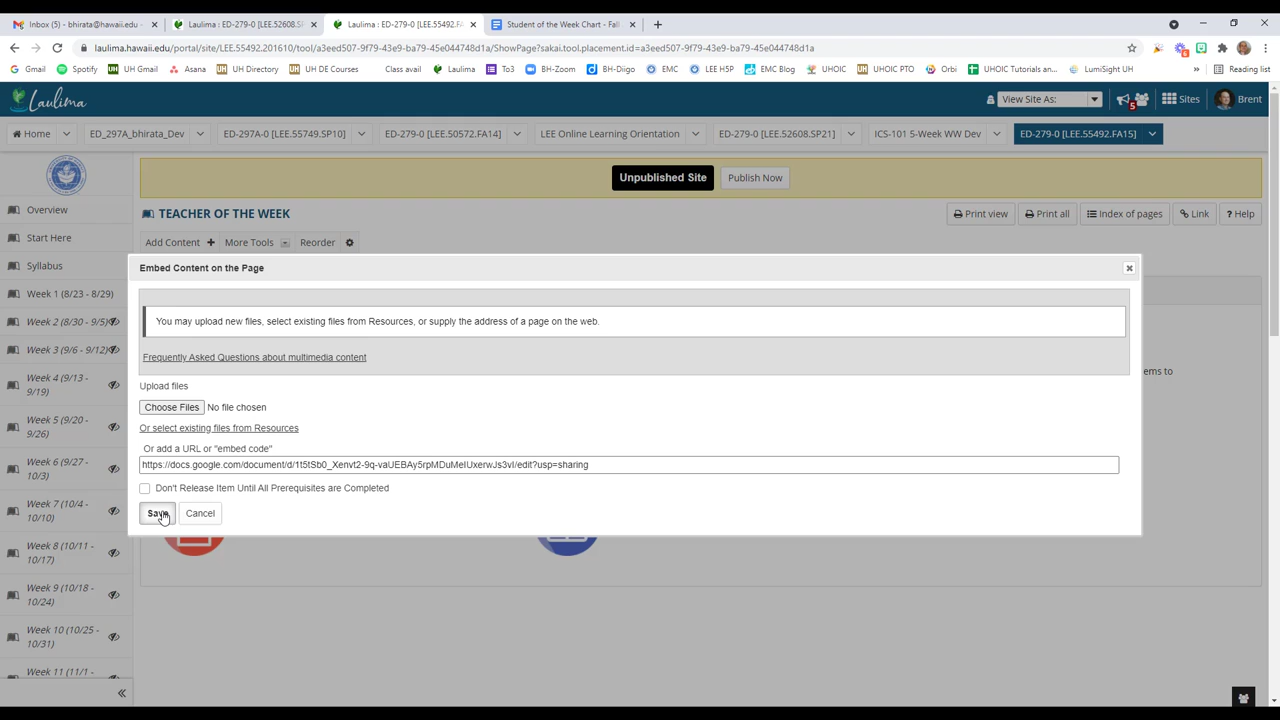 Inbox (5) - bhirata@hawaii.edu -
Laulima : ED-279-0 [LEE.52608.SP
Laulima : ED-279-0 [LEE.55492.FA
Student of the Week Chart - Fall
laulima.hawaii.edu/portal/site/LEE.55492.201610/tool/a3eed507-9f79-43e9-ba79-45e044748d1a/ShowPage?sakai.tool.placement.id=a3eed507-9f79-43e9-ba79-45e044748d1a
Gmail
Spotify
UH Gmail
Asana
UH Directory
UH DE Courses
Class avail
Laulima
To3
BH-Zoom
BH-Diigo
EMC
LEE H5P
EMC Blog
UHOIC
UHOIC PTO
Orbi
UHOIC Tutorials an...
LumiSight UH
»
Reading list
Laulima
View Site As:
5
Sites
Brent
Home
ED_297A_bhirata_Dev
ED-297A-0 [LEE.55749.SP10]
ED-279-0 [LEE.50572.FA14]
LEE Online Learning Orientation
ED-279-0 [LEE.52608.SP21]
ICS-101 5-Week WW Dev
ED-279-0 [LEE.55492.FA15]
Unpublished Site
Publish Now
Overview
Start Here
Syllabus
Week 1 (8/23 - 8/29)
Week 2 (8/30 - 9/5)
Week 3 (9/6 - 9/12)
Week 4 (9/13 -
9/19)
Week 5 (9/20 -
9/26)
Week 6 (9/27 -
10/3)
Week 7 (10/4 -
10/10)
Week 8 (10/11 -
10/17)
Week 9 (10/18 -
10/24)
Week 10 (10/25 -
10/31)
Week 11 (11/1 -
TEACHER OF THE WEEK
Print view
Print all
Index of pages
Link
Help
Add Content +
More Tools
Reorder
Embed Content on the Page
You may upload new files, select existing files from Resources, or supply the address of a page on the web.
Frequently Asked Questions about multimedia content
Upload files
Choose Files No file chosen
Or select existing files from Resources
Or add a URL or "embed code"
https://docs.google.com/document/d/1t5tSb0_Xenvt2-9q-vaUEBAy5rpMDuMeIUxerwJs3vI/edit?usp=sharing
Don't Release Item Until All Prerequisites are Completed
Save
Cancel
ems to